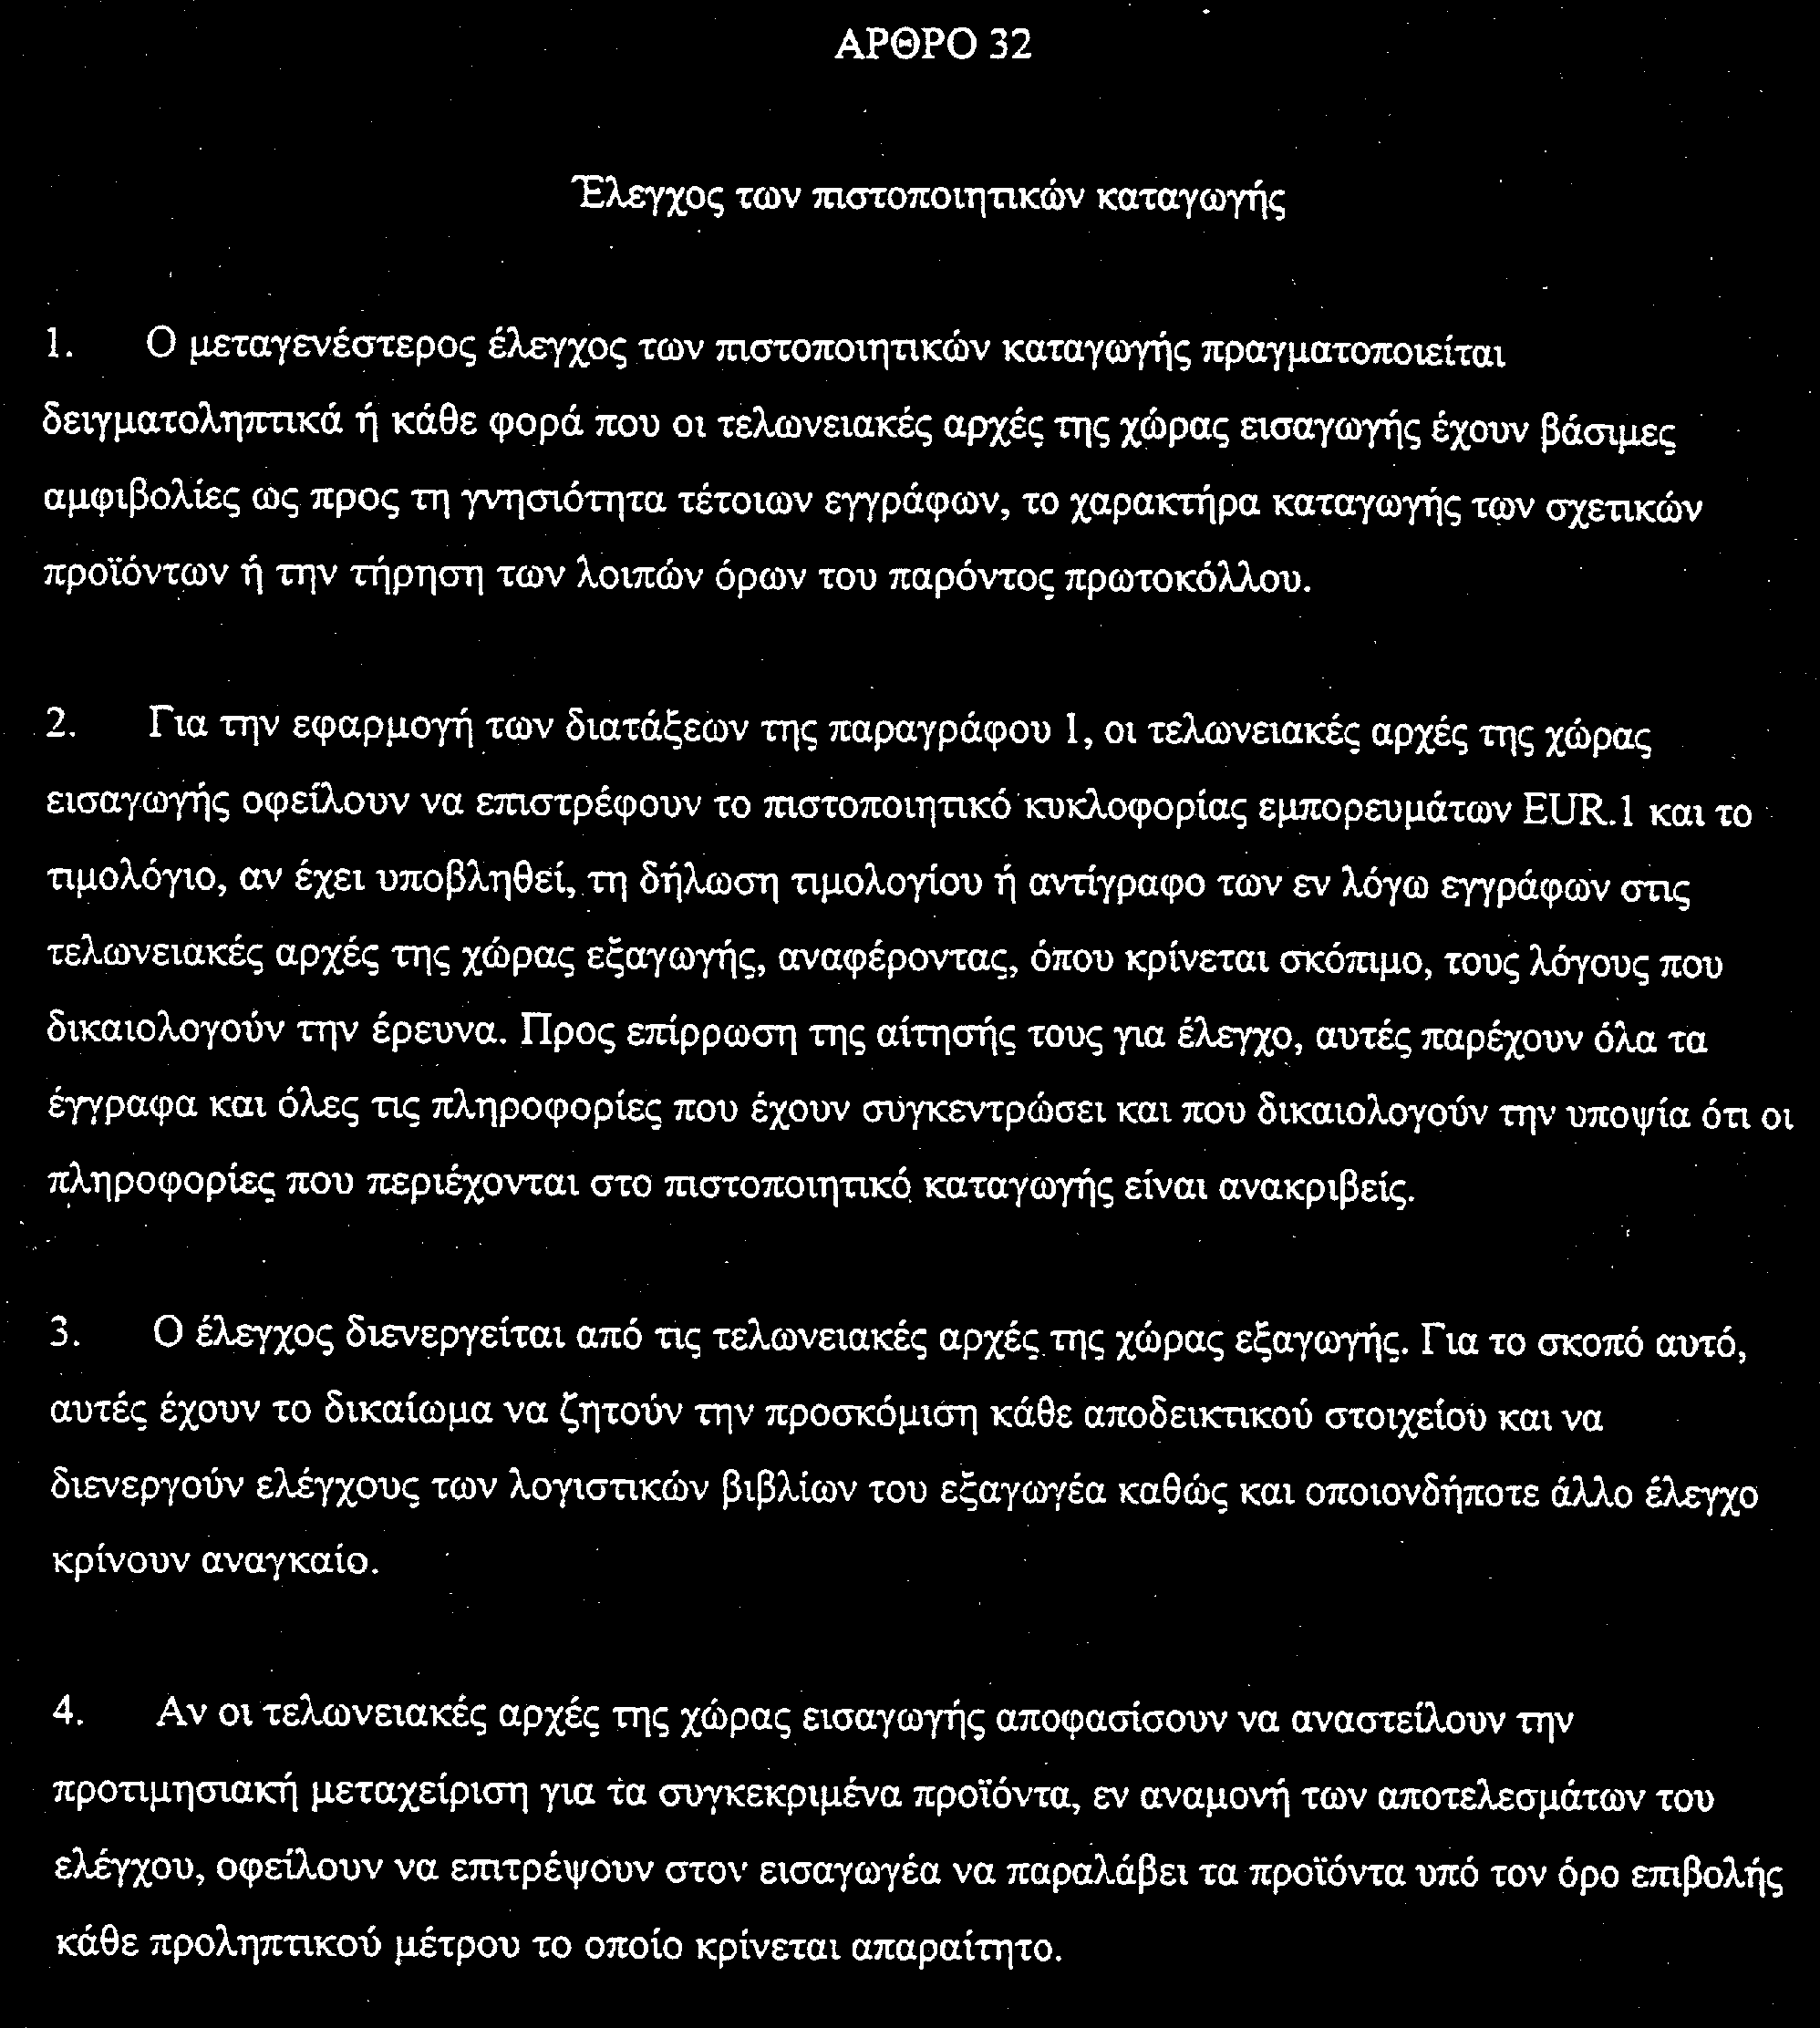 ΑΡΘΡΟ 32
Έλεγχος των πιστοποιητικών καταγωγής
1. Ο μεταγενέστερος έλεγχος των πιστοποιητικών καταγωγής πραγματοποιείται
δειγματοληπτικά ή κάθε φορά που οι τελωνειακές αρχές της χώρας εισαγωγής έχουν βάσιμες
αμφιβολίες ως προς τη γνησιότητα τέτοιων εγγράφων, το χαρακτήρα καταγωγής των σχετικών
προϊόντων ή την τήρηση των λοιπών όρων του παρόντος πρωτοκόλλου.
2. Για την εφαρμογή των διατάξεων της παραγράφου 1, οι τελωνειακές αρχές της χώρας
εισαγωγής οφείλουν να επιστρέφουν το πιστοποιητικό κυκλοφορίας εμπορευμάτων EUR.1 και το
τιμολόγιο, αν έχει υποβληθεί, τη δήλωση τιμολογίου ή αντίγραφο των εν λόγω εγγράφων στις
τελωνειακές αρχές της χώρας εξαγωγής, αναφέροντας, όπου κρίνεται σκόπιμο, τους λόγους που
δικαιολογούν την έρευνα. Προς επίρρωση της αίτησής τους για έλεγχο, αυτές παρέχουν όλα τα
έγγραφα και όλες τις πληροφορίες που έχουν συγκεντρώσει και που δικαιολογούν την υποψία ότι οι
πληροφορίες που περιέχονται στο πιστοποιητικό καταγωγής είναι ανακριβείς.
3. Ο έλεγχος διενεργείται από τις τελωνειακές αρχές της χώρας εξαγωγής. Για το σκοπό αυτό,
αυτές έχουν το δικαίωμα να ζητούν την προσκόμιση κάθε αποδεικτικού στοιχείου και να
διενεργούν ελέγχους των λογιστικών βιβλίων του εξαγωγέα καθώς και οποιονδήποτε άλλο έλεγχο
κρίνουν αναγκαίο.
4. Αν οι τελωνειακές αρχές της χώρας εισαγωγής αποφασίσουν να αναστείλουν την
προτιμησιακή μεταχείριση για τα συγκεκριμένα προϊόντα, εν αναμονή των αποτελεσμάτων του
ελέγχου, οφείλουν να επιτρέψουν στον εισαγωγέα να παραλάβει τα προϊόντα υπό τον όρο επιβολής
κάθε προληπτικού μέτρου το οποίο κρίνεται απαραίτητο.